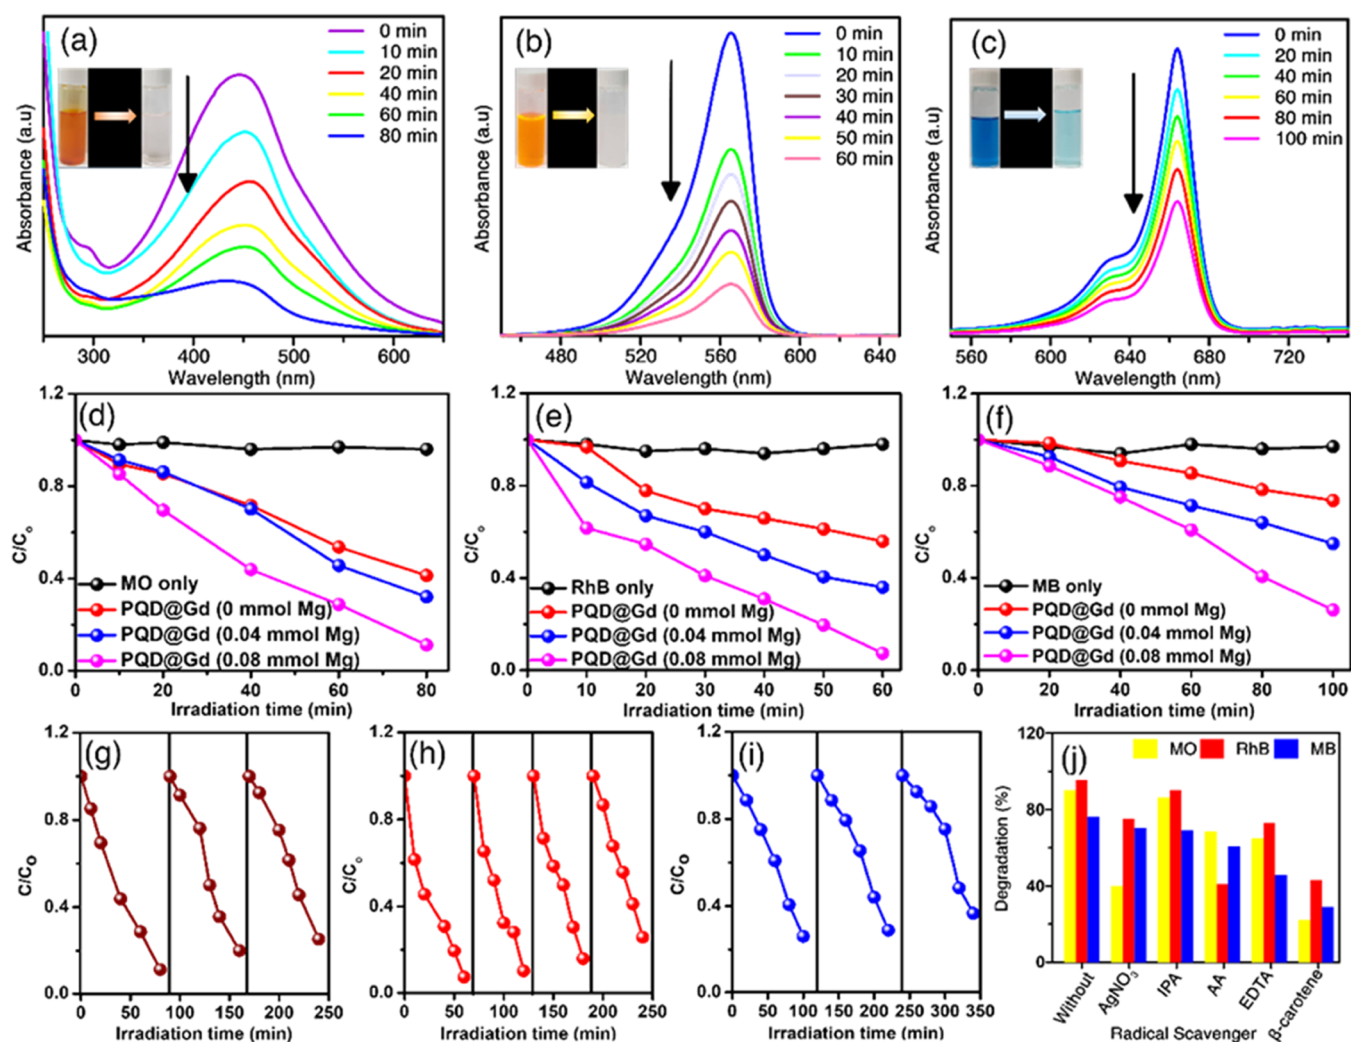 (a)
0 min
10 min
20 min
40 min
60 min
80 min
Absorbance (a.u)
300 400 500 600
Wavelength (nm)
(b)
0 min
10 min
20 min
30 min
40 min
50 min
60 min
Absorbance (a.u)
480 520 560 600 640
Wavelength (nm)
(c)
0 min
20 min
40 min
60 min
80 min
100 min
Absorbance (a.u)
560 600 640 680 720
Wavelength (nm)
(d)
1.2
0.8
0.4
0.0
C/C₀
MO only
PQD@Gd (0 mmol Mg)
PQD@Gd (0.04 mmol Mg)
PQD@Gd (0.08 mmol Mg)
0 20 40 60 80
Irradiation time (min)
(e)
1.2
0.8
0.4
0.0
C/C₀
RhB only
PQD@Gd (0 mmol Mg)
PQD@Gd (0.04 mmol Mg)
PQD@Gd (0.08 mmol Mg)
0 10 20 30 40 50 60
Irradiation time (min)
(f)
1.2
0.8
0.4
0.0
C/C₀
MB only
PQD@Gd (0 mmol Mg)
PQD@Gd (0.04 mmol Mg)
PQD@Gd (0.08 mmol Mg)
0 20 40 60 80 100
Irradiation time (min)
(g)
1.2
0.8
0.4
0.0
C/C₀
0 50 100 150 200 250
Irradiation time (min)
(h)
1.2
0.8
0.4
0.0
C/C₀
0 50 100 150 200 250
Irradiation time (min)
(i)
1.2
0.8
0.4
0.0
C/C₀
0 50 100 150 200 250 300 350
Irradiation time (min)
(j)
MO RhB MB
120
80
40
0
Degradation (%)
Without AgNO₃ IPA AA EDTA β-carotene
Radical Scavenger